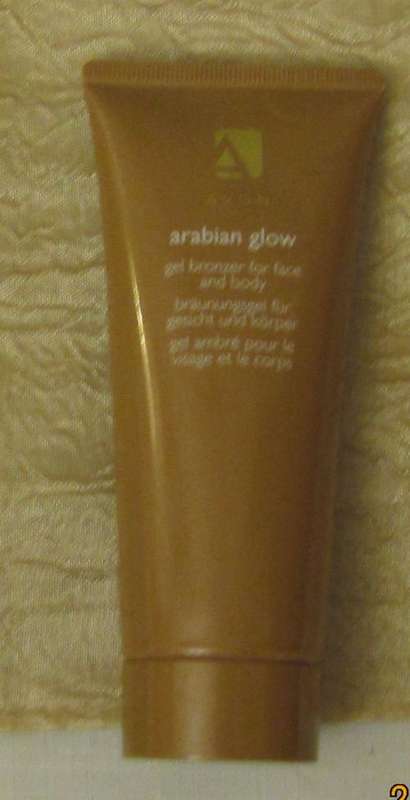 arabian glow
gel bronzer for face
and body
bräunungsgel für
gesicht und körper
gel ambré pour le
visage et le corps
2